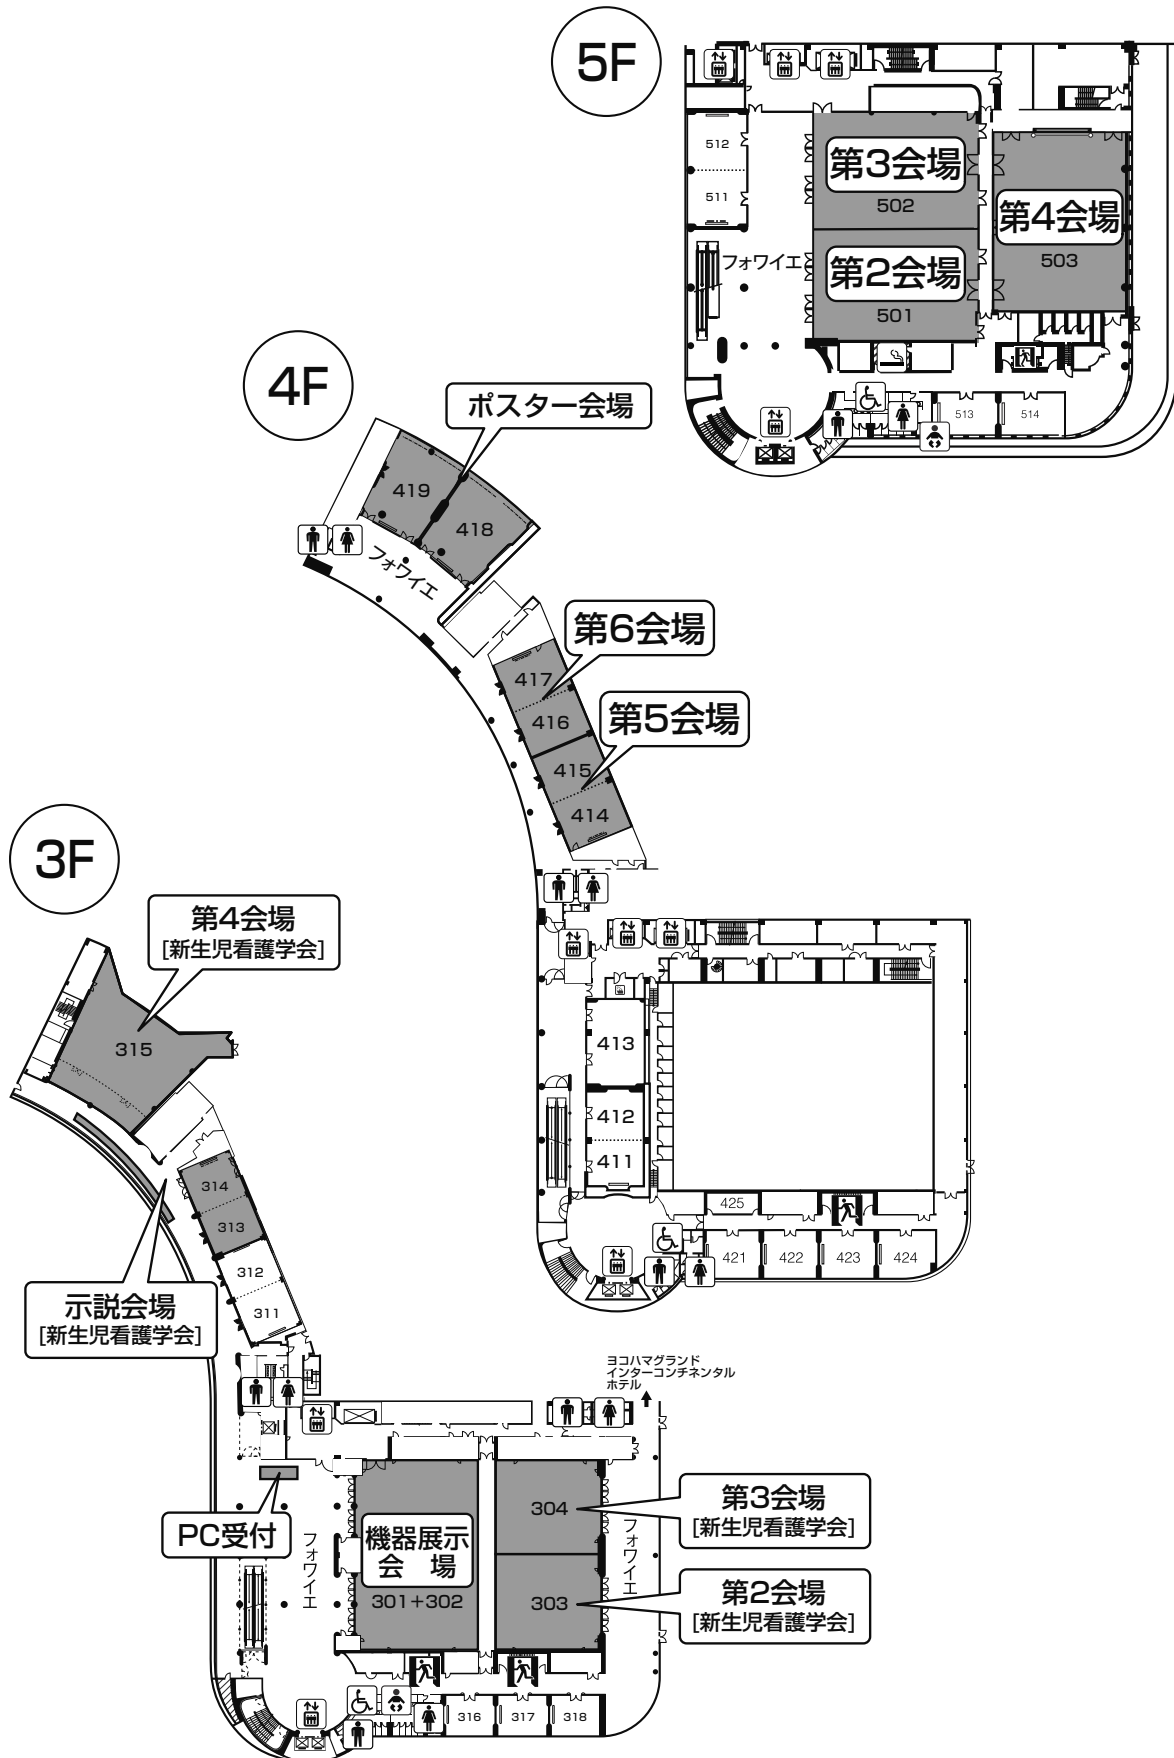 5F
512
511
フォワイエ
第3会場
502
第2会場
501
第4会場
503
513
514
4F
ポスター会場
419
418
フォワイエ
第6会場
417
416
第5会場
415
414
413
412
411
425
421
422
423
424
3F
第4会場
[新生児看護学会]
315
314
313
312
311
示説会場
[新生児看護学会]
ヨコハマグランド
インターコンチネンタル
ホテル
PC受付
フォワイエ
機器展示
会 場
301+302
304
303
フォワイエ
第3会場
[新生児看護学会]
第2会場
[新生児看護学会]
316
317
318